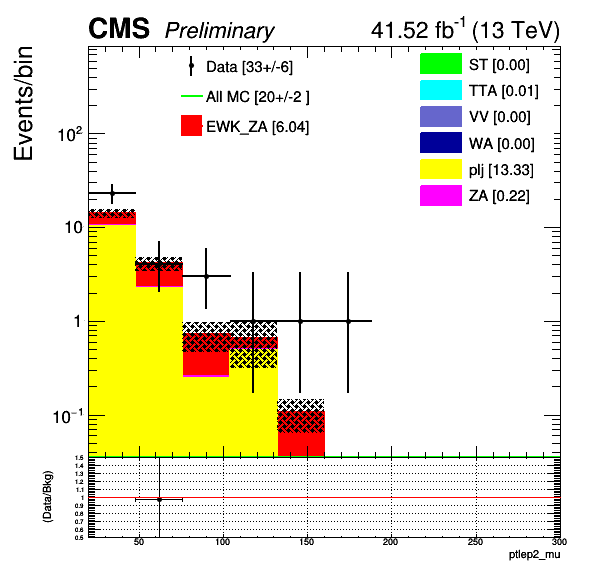 CMS Preliminary 41.52 fb⁻¹ (13 TeV)
Events/bin
Data [33+/-6]
All MC [20+/-2 ]
EWK_ZA [6.04]
ST [0.00]
TTA [0.01]
VV [0.00]
WA [0.00]
plj [13.33]
ZA [0.22]
10²
10
1
10⁻¹
(Data/Bkg)
1.5
1.4
1.3
1.2
1.1
1
0.9
0.8
0.7
0.6
0.5
50 100 150 200 250 300
ptlep2_mu